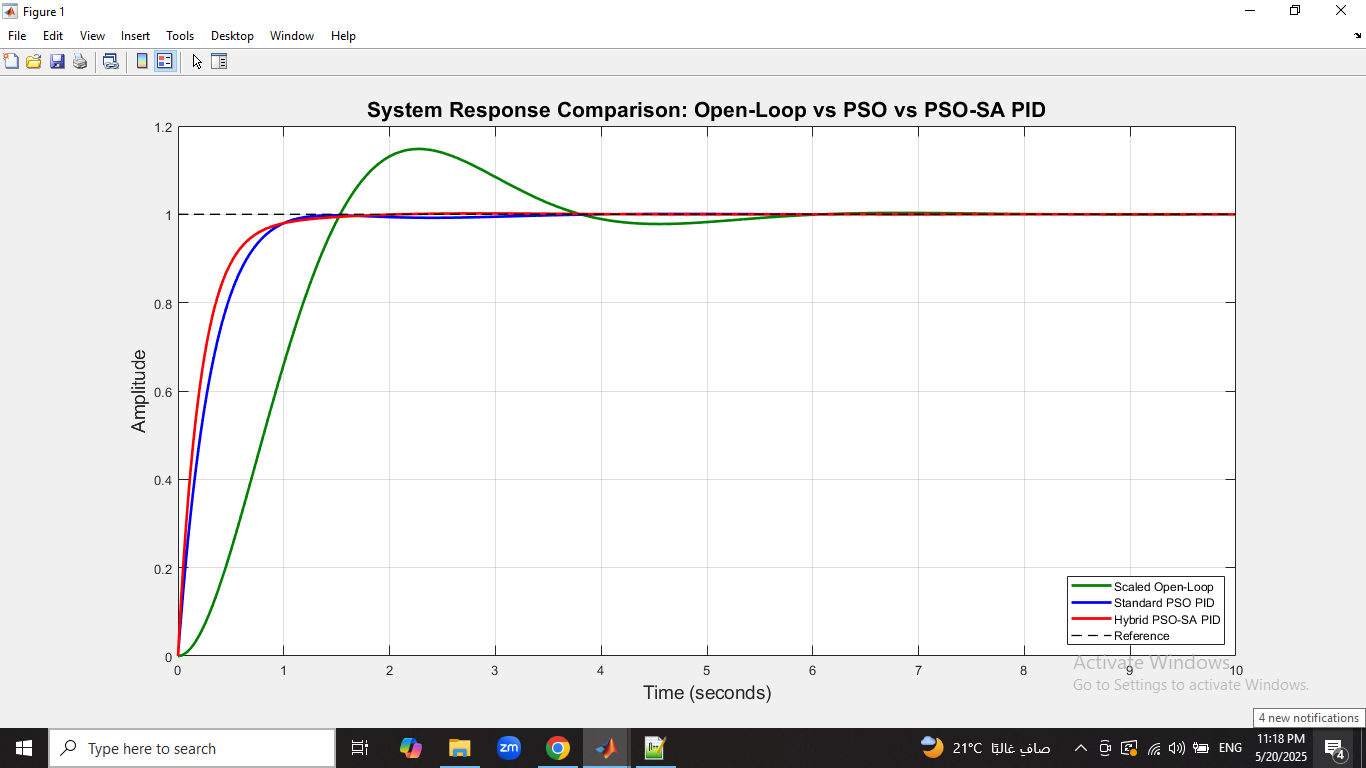 Figure 1
File Edit View Insert Tools Desktop Window Help
System Response Comparison: Open-Loop vs PSO vs PSO-SA PID
1.2
1
0.8
0.6
0.4
0.2
0
Amplitude
0 1 2 3 4 5 6 7 8 9 10
Time (seconds)
Scaled Open-Loop
Standard PSO PID
Hybrid PSO-SA PID
Reference
Activate Windows
Go to Settings to activate Windows.
4 new notifications
Type here to search
zm
21°C صافٍ غالبًا
ENG
11:18 PM
5/20/2025
4